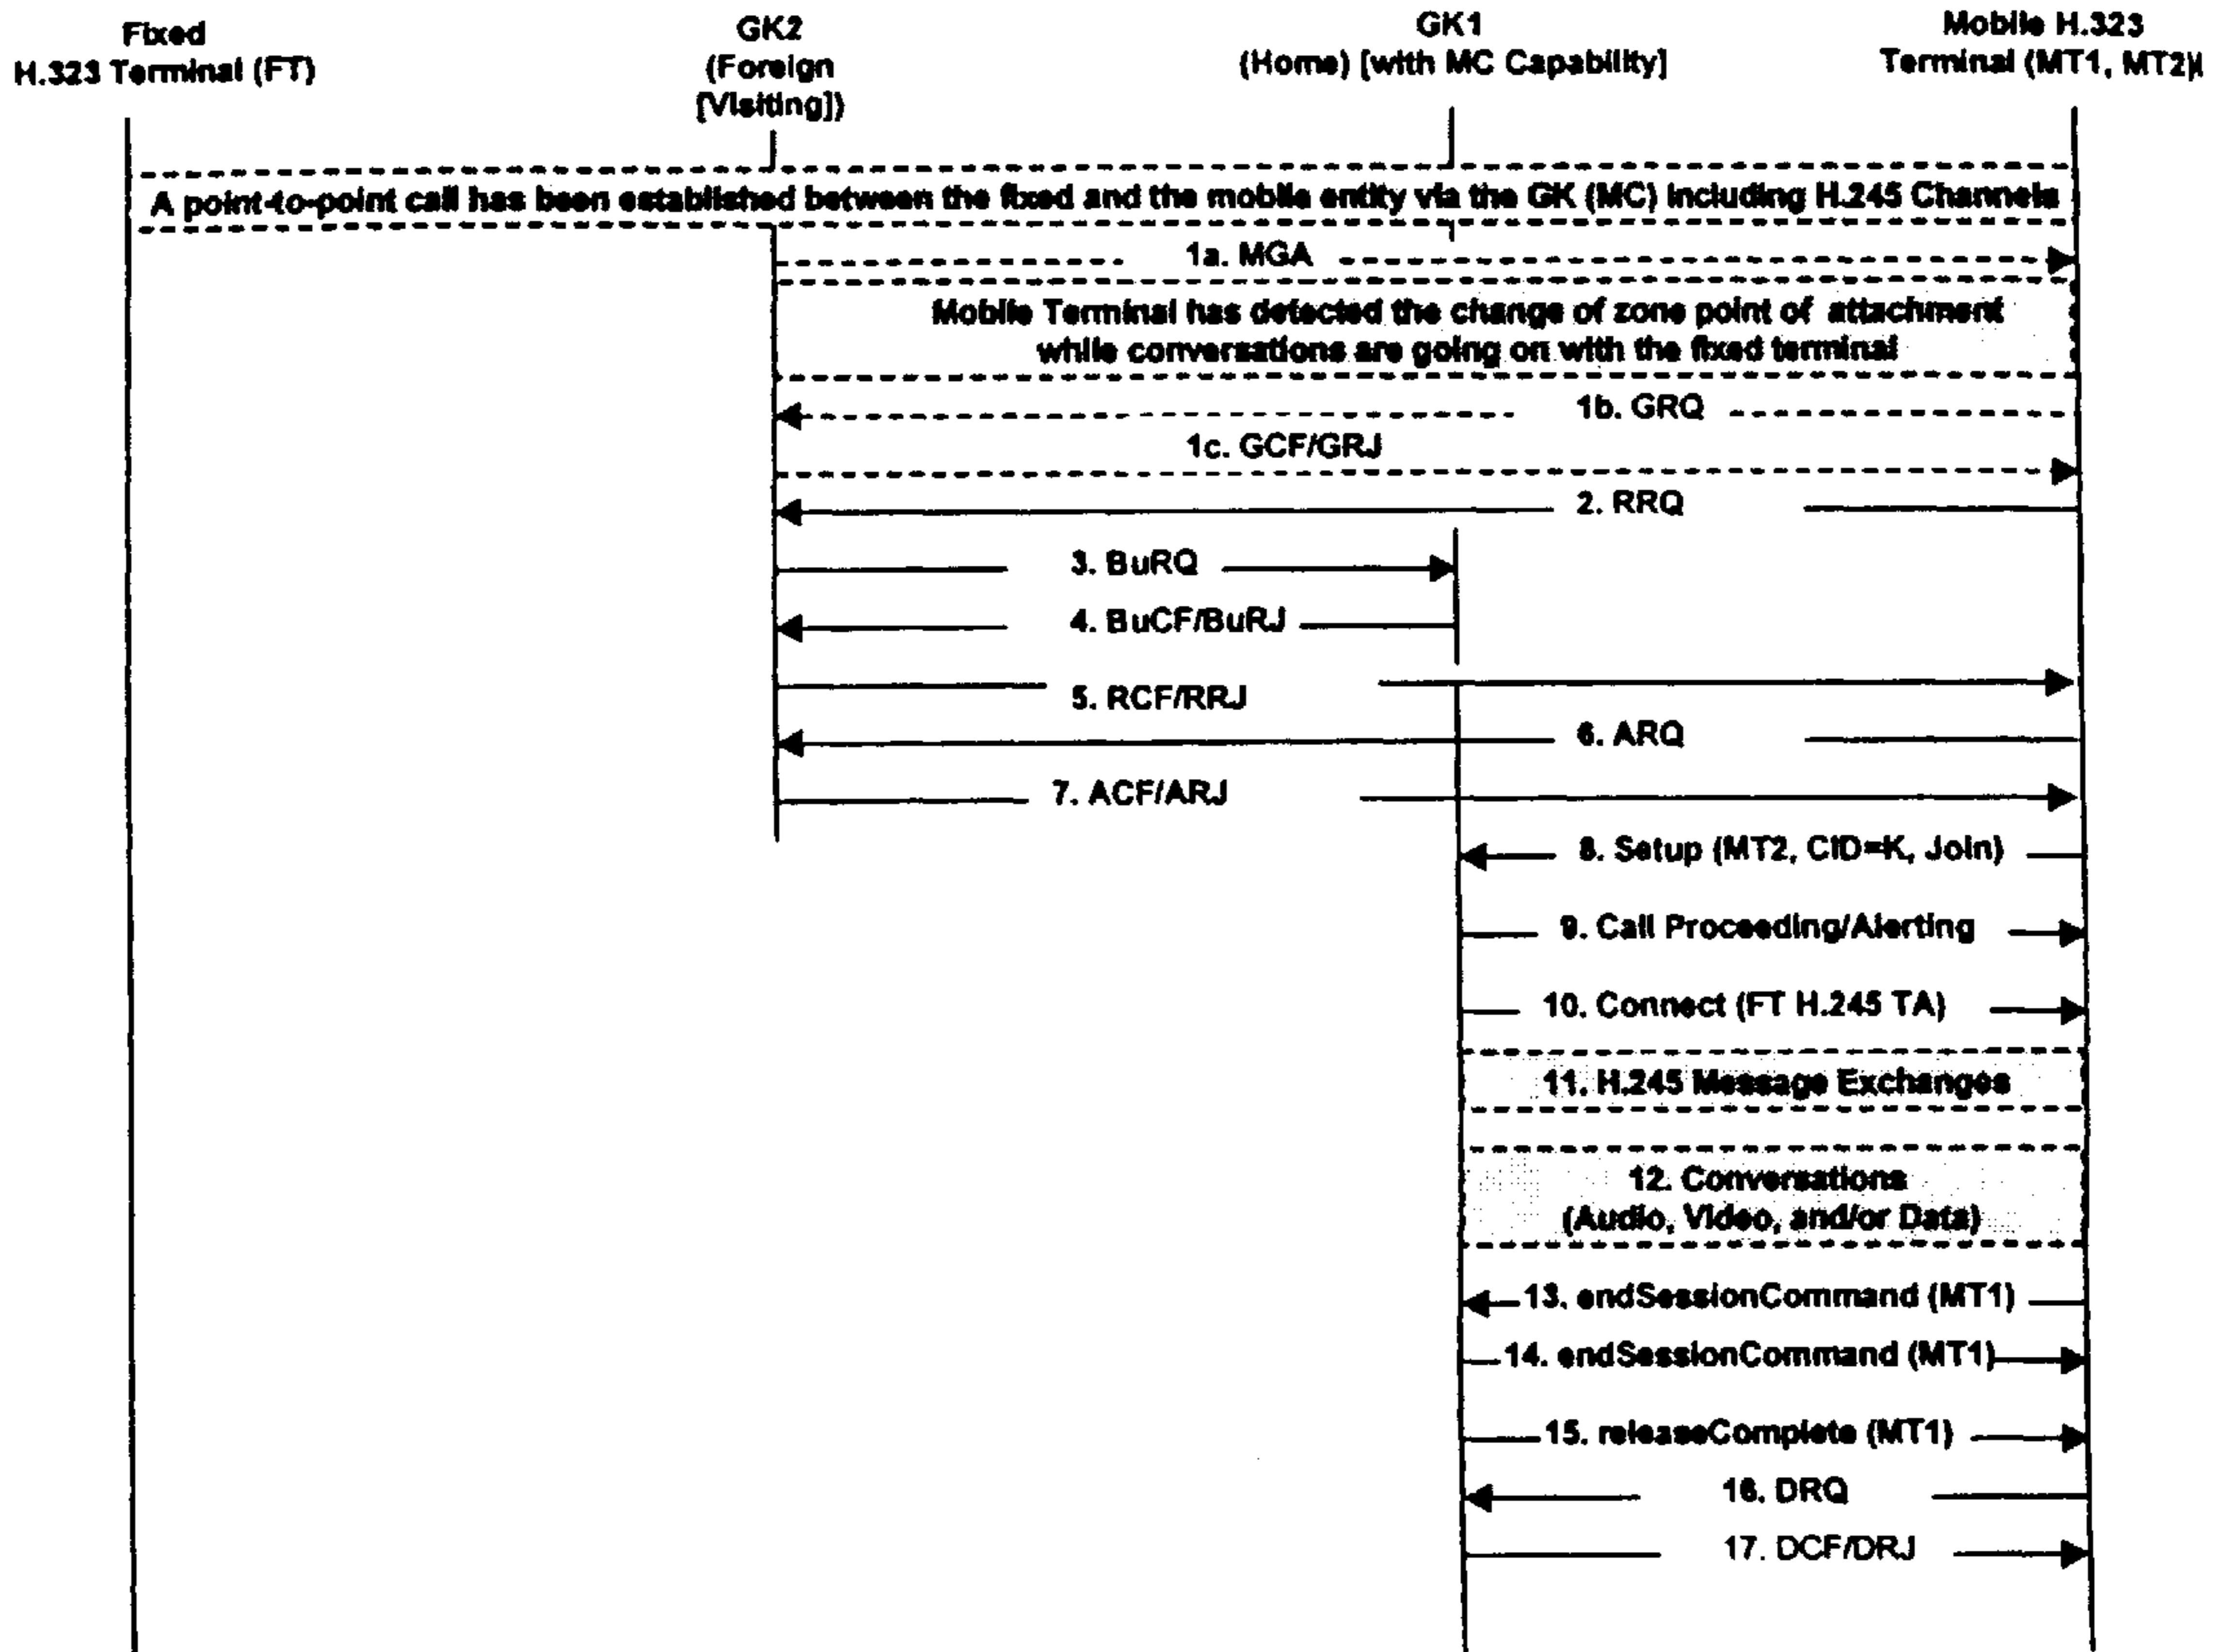 Fixed
H.323 Terminal (FT)
GK2
(Foreign
[Visiting])
GK1
(Home) [with MC Capability]
Mobile H.323
Terminal (MT1, MT2)
A point-to-point call has been established between the fixed and the mobile entity via the GK (MC) including H.245 Channels
1a. MGA
Mobile Terminal has detected the change of zone point of attachment
while conversations are going on with the fixed terminal
1b. GRQ
1c. GCF/GRJ
2. RRQ
3. BuRQ
4. BuCF/BuRJ
5. RCF/RRJ
6. ARQ
7. ACF/ARJ
8. Setup (MT2, CID=K, Join)
9. Call Proceeding/Alerting
10. Connect (FT H.245 TA)
11. H.245 Message Exchanges
12. Conversations
(Audio, Video, and/or Data)
13. endSessionCommand (MT1)
14. endSessionCommand (MT1)
15. releaseComplete (MT1)
16. DRQ
17. DCF/DRJ